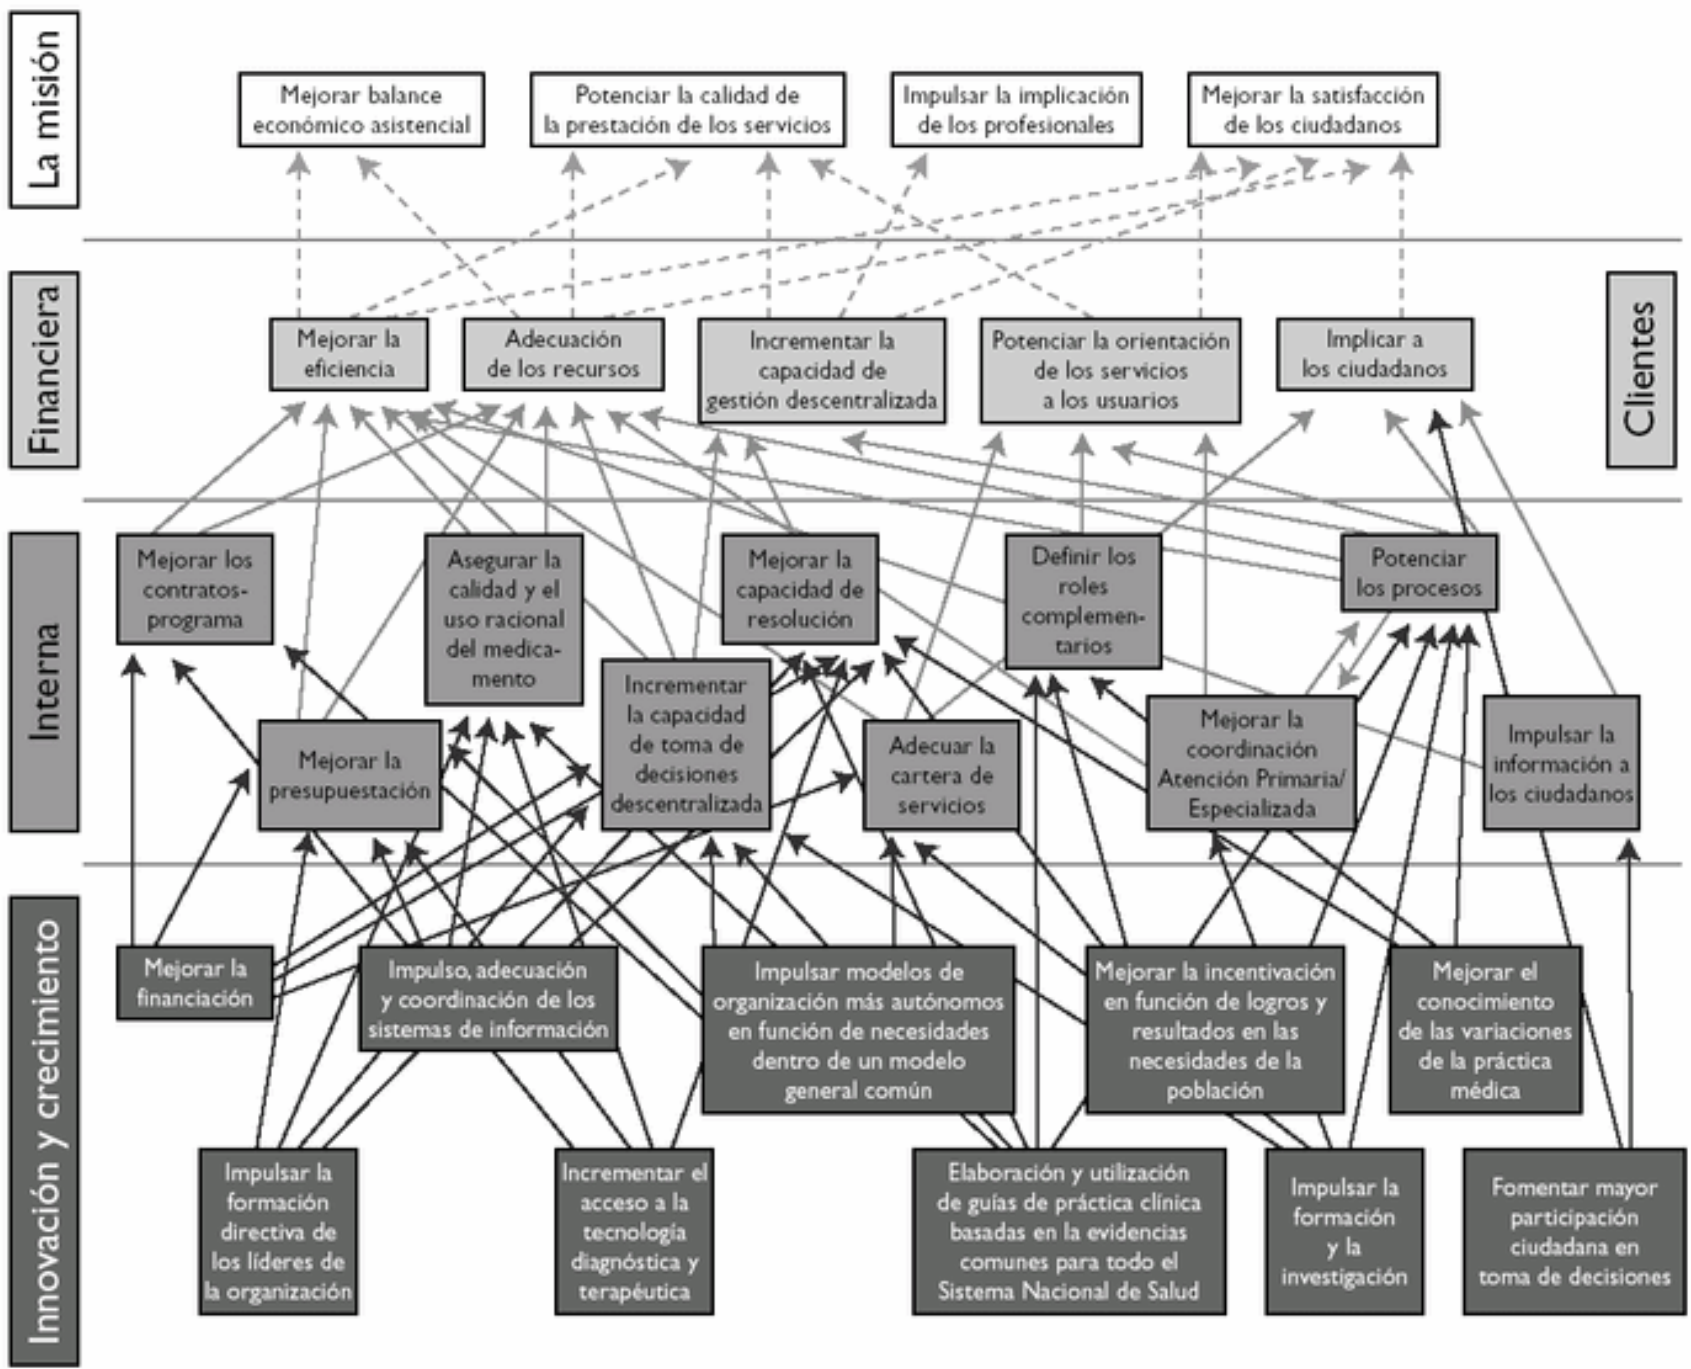 La misión
Mejorar balance
económico asistencial
Potenciar la calidad de
la prestación de los servicios
Impulsar la implicación
de los profesionales
Mejorar la satisfacción
de los ciudadanos
Financiera
Clientes
Mejorar la
eficiencia
Adecuación
de los recursos
Incrementar la
capacidad de
gestión descentralizada
Potenciar la orientación
de los servicios
a los usuarios
Implicar a
los ciudadanos
Interna
Mejorar los
contratos-
programa
Asegurar la
calidad y el
uso racional
del medica-
mento
Mejorar la
capacidad de
resolución
Definir los
roles
complemen-
tarios
Potenciar
los procesos
Mejorar la
presupuestación
Incrementar
la capacidad
de toma de
decisiones
descentralizada
Adecuar la
cartera de
servicios
Mejorar la
coordinación
Atención Primaria/
Especializada
Impulsar la
información a
los ciudadanos
Innovación y crecimiento
Mejorar la
financiación
Impulso, adecuación
y coordinación de los
sistemas de información
Impulsar modelos de
organización más autónomos
en función de necesidades
dentro de un modelo
general común
Mejorar la incentivación
en función de logros y
resultados en las
necesidades de la
población
Mejorar el
conocimiento
de las variaciones
de la práctica
médica
Impulsar la
formación
directiva de
los líderes de
la organización
Incrementar el
acceso a la
tecnología
diagnóstica y
terapéutica
Elaboración y utilización
de guías de práctica clínica
basadas en la evidencias
comunes para todo el
Sistema Nacional de Salud
Impulsar la
formación
y la
investigación
Fomentar mayor
participación
ciudadana en
toma de decisiones